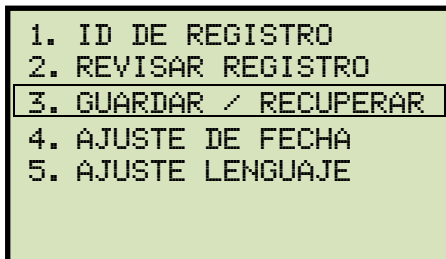 1. ID DE REGISTRO
2. REVISAR REGISTRO
3. GUARDAR / RECUPERAR
4. AJUSTE DE FECHA
5. AJUSTE LENGUAJE